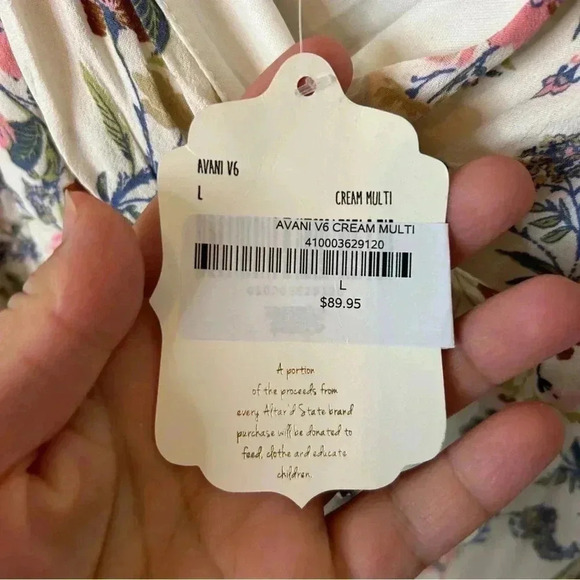 AVANI V6
L
CREAM MULTI
AVANI V6 CREAM MULTI
410003629120
L
$89.95
A portion
of the proceeds from
every Altar'd State brand
purchase will be donated to
feed, clothe and educate
children.